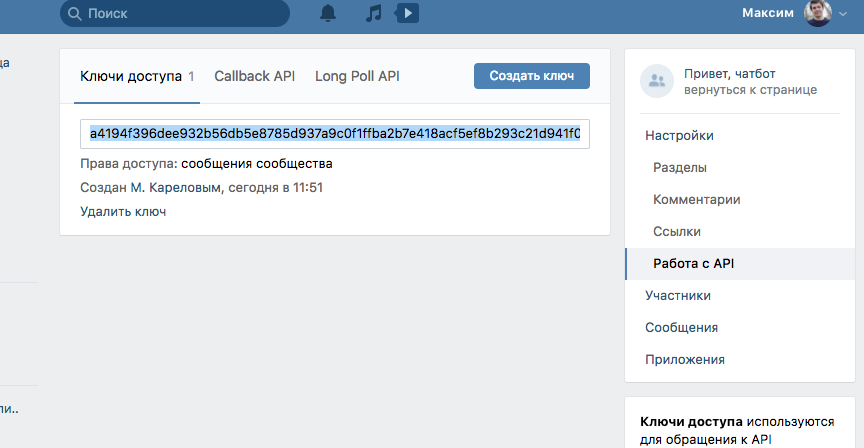 Поиск
Максим
Ключи доступа 1 Callback API Long Poll API Создать ключ
a4194f396dee932b56db5e8785d937a9c0f1ffba2b7e418acf5ef8b293c21d941f0
Права доступа: сообщения сообщества
Создан М. Кареловым, сегодня в 11:51
Удалить ключ
Привет, чатбот
вернуться к странице
Настройки
Разделы
Комментарии
Ссылки
Работа с API
Участники
Сообщения
Приложения
Ключи доступа используются
для обращения к API
ца
ли..